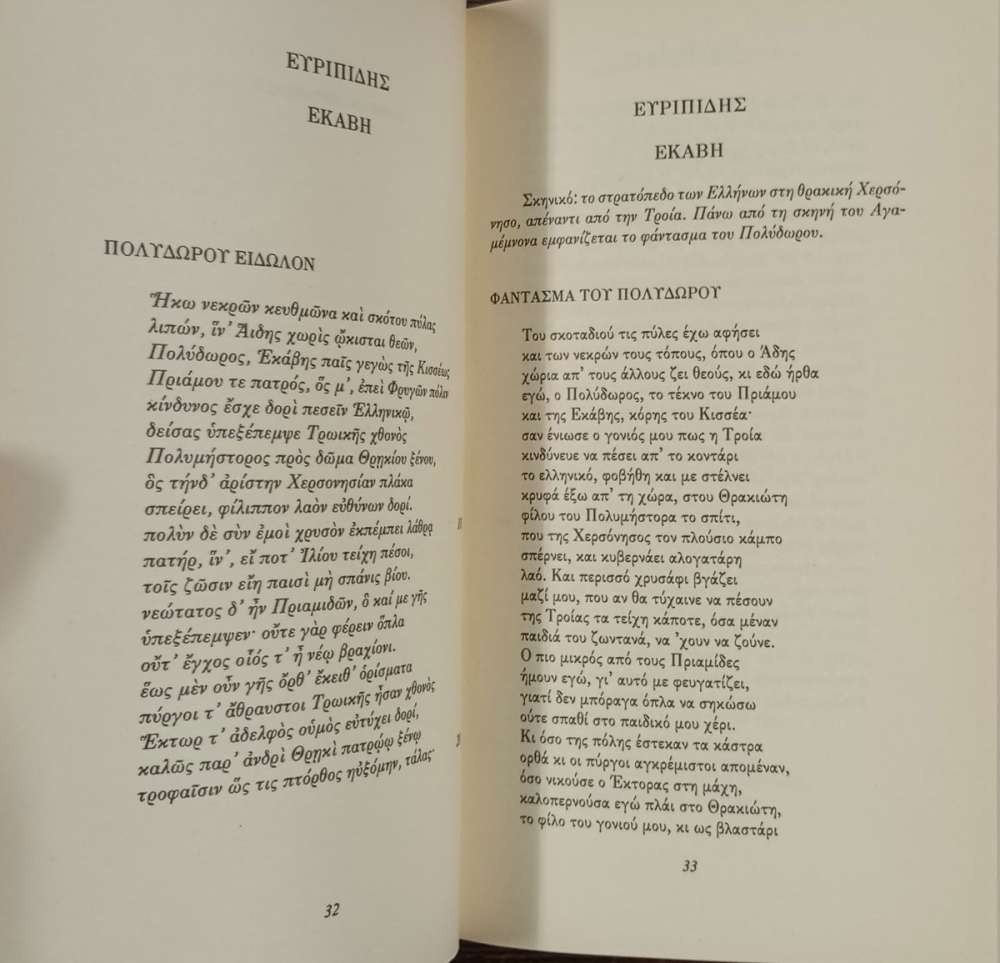 ΕΥΡΙΠΙΔΗΣ
ΕΚΑΒΗ
ΠΟΛΥΔΩΡΟΥ ΕΙΔΩΛΟΝ
Ἥκω νεκρῶν κευθμῶνα καὶ σκότου πύλας
λιπών, ἵν' Ἅιδης χωρὶς ᾤκισται θεῶν,
Πολύδωρος, Ἑκάβης παῖς γεγὼς τῆς Κισσέως
Πριάμου τε πατρός, ὅς μ', ἐπεὶ Φρυγῶν πόλιν
κίνδυνος ἔσχε δορὶ πεσεῖν Ἑλληνικῷ,
δείσας ὑπεξέπεμψε Τρωικῆς χθονὸς
Πολυμήστορος πρὸς δῶμα Θρῃκίου ξένου,
ὃς τήνδ' ἀρίστην Χερσονησίαν πλάκα
σπείρει, φίλιππον λαὸν εὐθύνων δορί.
πολὺν δὲ σὺν ἐμοὶ χρυσὸν ἐκπέμπει λάθρᾳ
πατήρ, ἵν', εἴ ποτ' Ἰλίου τείχη πέσοι,
τοῖς ζῶσιν εἴη παισὶ μὴ σπάνις βίου.
νεώτατος δ' ἦν Πριαμιδῶν, ὃ καί με γῆς
ὑπεξέπεμψεν· οὔτε γὰρ φέρειν ὅπλα
οὔτ' ἔγχος οἷός τ' ἦ νέῳ βραχίονι.
ἕως μὲν οὖν γῆς ὄρθ' ἔκειθ' ὁρίσματα
πύργοι τ' ἄθραυστοι Τρωικῆς ἦσαν χθονὸς
Ἕκτωρ τ' ἀδελφὸς οὑμὸς εὐτύχει δορί,
καλῶς παρ' ἀνδρὶ Θρῃκὶ πατρῴῳ ξένῳ
τροφαῖσιν ὥς τις πτόρθος ηὐξόμην, τάλας·
32
ΕΥΡΙΠΙΔΗΣ
ΕΚΑΒΗ
Σκηνικό: το στρατόπεδο των Ελλήνων στη θρακική Χερσό-
νησο, απέναντι από την Τροία. Πάνω από τη σκηνή του Αγα-
μέμνονα εμφανίζεται το φάντασμα του Πολύδωρου.
ΦΑΝΤΑΣΜΑ ΤΟΥ ΠΟΛΥΔΩΡΟΥ
Του σκοταδιού τις πύλες έχω αφήσει
και των νεκρών τους τόπους, όπου ο Άδης
χώρια απ' τους άλλους ζει θεούς, κι εδώ ήρθα
εγώ, ο Πολύδωρος, το τέκνο του Πριάμου
και της Εκάβης, κόρης του Κισσέα·
σαν ένιωσε ο γονιός μου πως η Τροία
κινδύνευε να πέσει απ' το κοντάρι
το ελληνικό, φοβήθη και με στέλνει
κρυφά έξω απ' τη χώρα, στου Θρακιώτη
φίλου του Πολυμήστορα το σπίτι,
που της Χερσόνησος τον πλούσιο κάμπο
σπέρνει, και κυβερνάει αλογατάρη
λαό. Και περισσό χρυσάφι βγάζει
μαζί μου, που αν θα τύχαινε να πέσουν
της Τροίας τα τείχη κάποτε, όσα μέναν
παιδιά του ζωντανά, να 'χουν να ζούνε.
Ο πιο μικρός από τους Πριαμίδες
ήμουν εγώ, γι' αυτό με φευγατίζει,
γιατί δεν μπόραγα όπλα να σηκώσω
ούτε σπαθί στο παιδικό μου χέρι.
Κι όσο της πόλης έστεκαν τα κάστρα
ορθά κι οι πύργοι αγκρέμιστοι απομέναν,
όσο νικούσε ο Έκτορας στη μάχη,
καλοπερνούσα εγώ πλάι στο Θρακιώτη,
το φίλο του γονιού μου, κι ως βλαστάρι
33